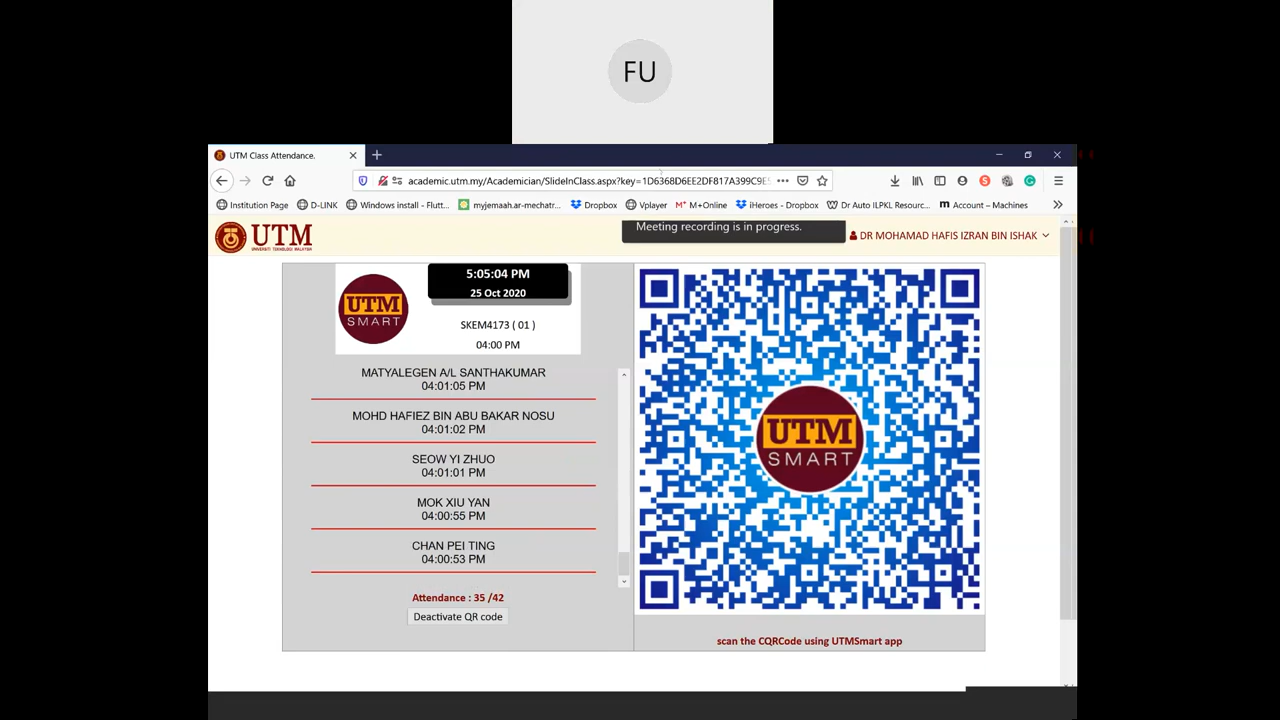 FU
UTM Class Attendance.
academic.utm.my/Academician/SlideInClass.aspx?key=1D6368D6EE2DF817A399C9E5
Institution Page D-LINK Windows install - Flutt... myjemaah.ar-mechatr... Dropbox Vplayer M+Online iHeroes - Dropbox Dr Auto ILPKL Resourc... Account – Machines
UTM
UNIVERSITI TEKNOLOGI MALAYSIA
Meeting recording is in progress.
DR MOHAMAD HAFIS IZRAN BIN ISHAK
UTM
SMART
5:05:04 PM
25 Oct 2020
SKEM4173 ( 01 )
04:00 PM
MATYALEGEN A/L SANTHAKUMAR
04:01:05 PM
MOHD HAFIEZ BIN ABU BAKAR NOSU
04:01:02 PM
SEOW YI ZHUO
04:01:01 PM
MOK XIU YAN
04:00:55 PM
CHAN PEI TING
04:00:53 PM
Attendance : 35 /42
Deactivate QR code
UTM
SMART
scan the CQRCode using UTMSmart app